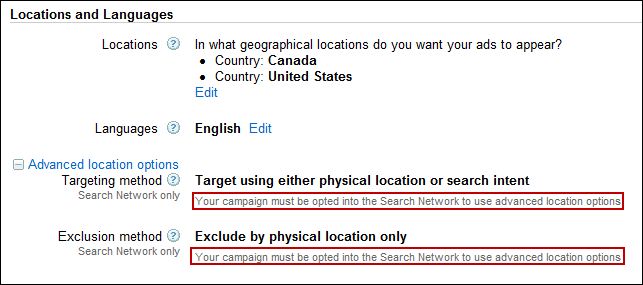 Locations and Languages
Locations ? In what geographical locations do you want your ads to appear?
• Country: Canada
• Country: United States
Edit
Languages ? English Edit
Advanced location options
Targeting method ? Target using either physical location or search intent
Search Network only Your campaign must be opted into the Search Network to use advanced location options
Exclusion method ? Exclude by physical location only
Search Network only Your campaign must be opted into the Search Network to use advanced location options